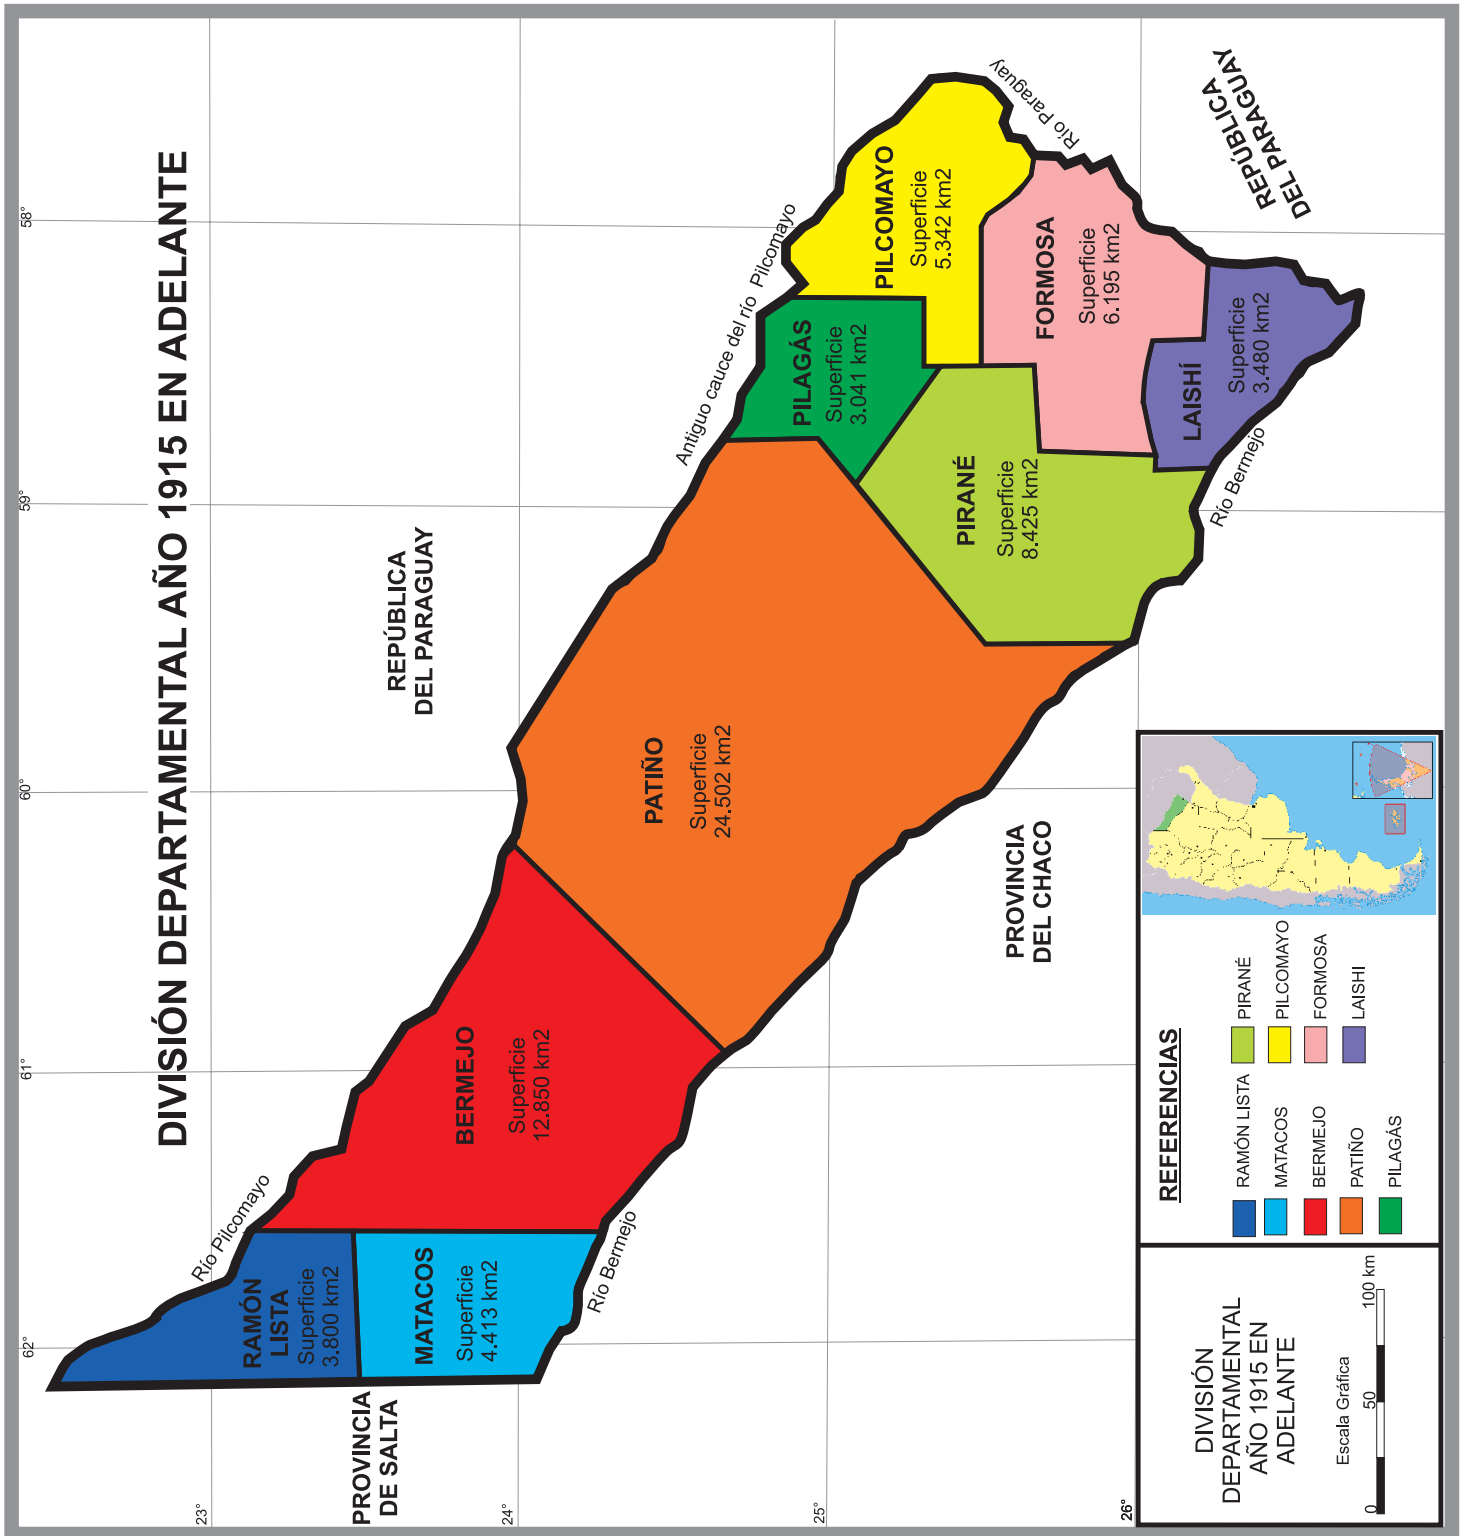 DIVISIÓN DEPARTAMENTAL AÑO 1915 EN ADELANTE
62°
61°
60°
59°
58°
23°
24°
25°
26°
REPÚBLICA
DEL PARAGUAY
REPÚBLICA
DEL PARAGUAY
PROVINCIA
DE SALTA
PROVINCIA
DEL CHACO
Río Pilcomayo
Antiguo cauce del río Pilcomayo
Río Paraguay
Río Bermejo
Río Bermejo
RAMÓN
LISTA
Superficie
3.800 km2
MATACOS
Superficie
4.413 km2
BERMEJO
Superficie
12.850 km2
PATIÑO
Superficie
24.502 km2
PILAGÁS
Superficie
3.041 km2
PIRANÉ
Superficie
8.425 km2
PILCOMAYO
Superficie
5.342 km2
FORMOSA
Superficie
6.195 km2
LAISHÍ
Superficie
3.480 km2
DIVISIÓN
DEPARTAMENTAL
AÑO 1915 EN
ADELANTE
Escala Gráfica
0
50
100 km
REFERENCIAS
RAMÓN LISTA
MATACOS
BERMEJO
PATIÑO
PILAGÁS
PIRANÉ
PILCOMAYO
FORMOSA
LAISHI